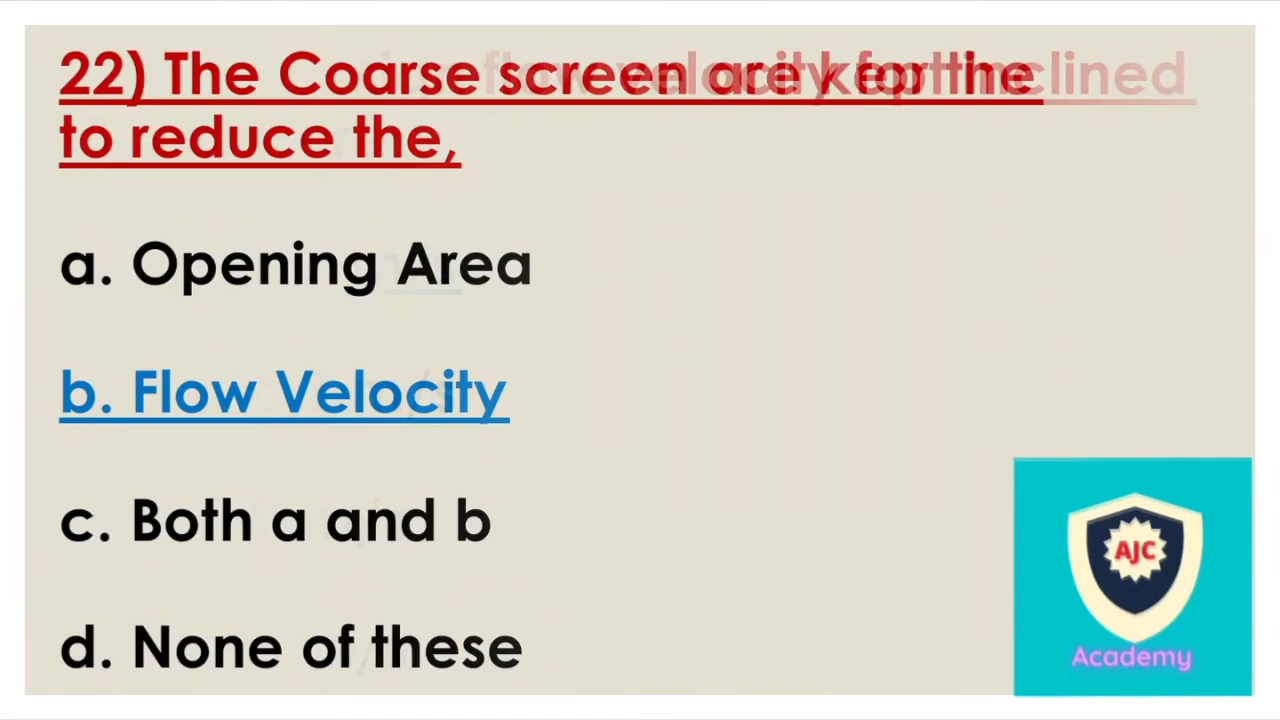 22) The Coarse screen are kept inclined
to reduce the,
a. Opening Area
b. Flow Velocity
c. Both a and b
d. None of these
AJC
Academy